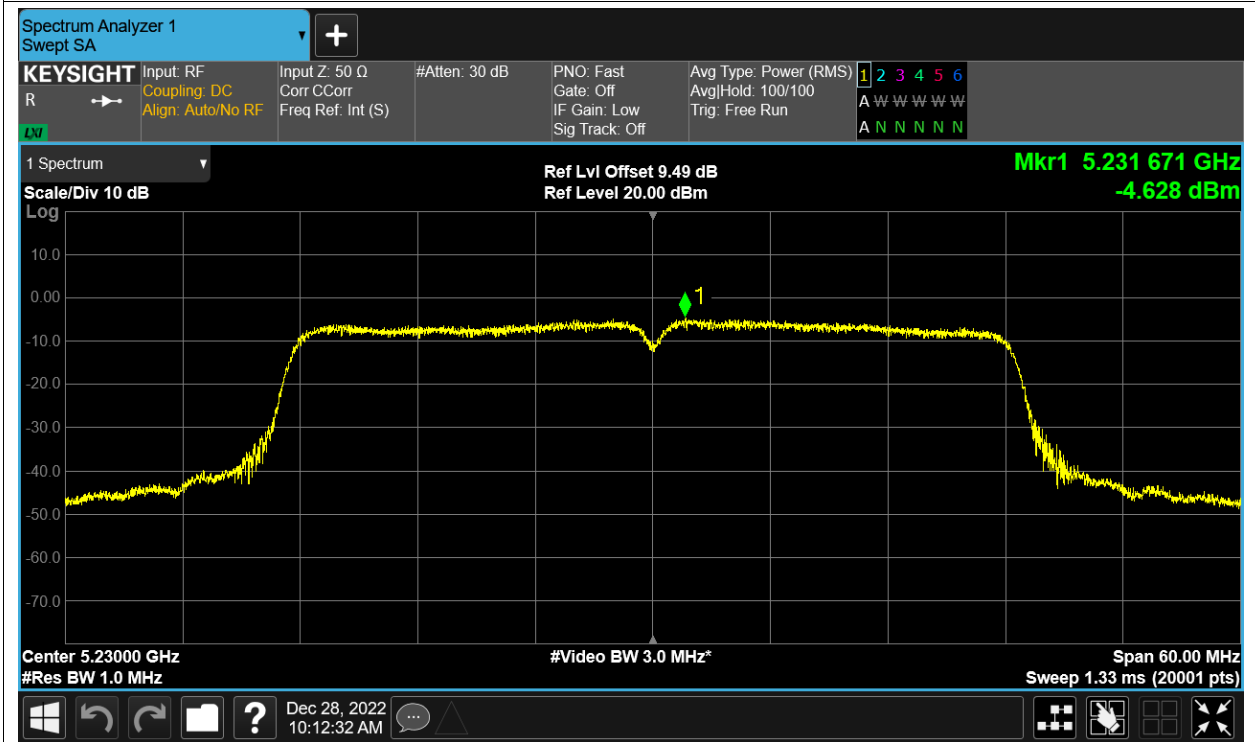 Spectrum Analyzer 1
Swept SA
+
KEYSIGHT
R
LXI
Input: RF
Coupling: DC
Align: Auto/No RF
Input Z: 50 Ω
Corr CCorr
Freq Ref: Int (S)
#Atten: 30 dB
PNO: Fast
Gate: Off
IF Gain: Low
Sig Track: Off
Avg Type: Power (RMS)
Avg|Hold: 100/100
Trig: Free Run
1 2 3 4 5 6
A W W W W W
A N N N N N
1 Spectrum
Scale/Div 10 dB
Log
Ref Lvl Offset 9.49 dB
Ref Level 20.00 dBm
Mkr1 5.231 671 GHz
-4.628 dBm
10.0
0.00
1
-10.0
-20.0
-30.0
-40.0
-50.0
-60.0
-70.0
Center 5.23000 GHz
#Res BW 1.0 MHz
#Video BW 3.0 MHz*
Span 60.00 MHz
Sweep 1.33 ms (20001 pts)
?
Dec 28, 2022
10:12:32 AM